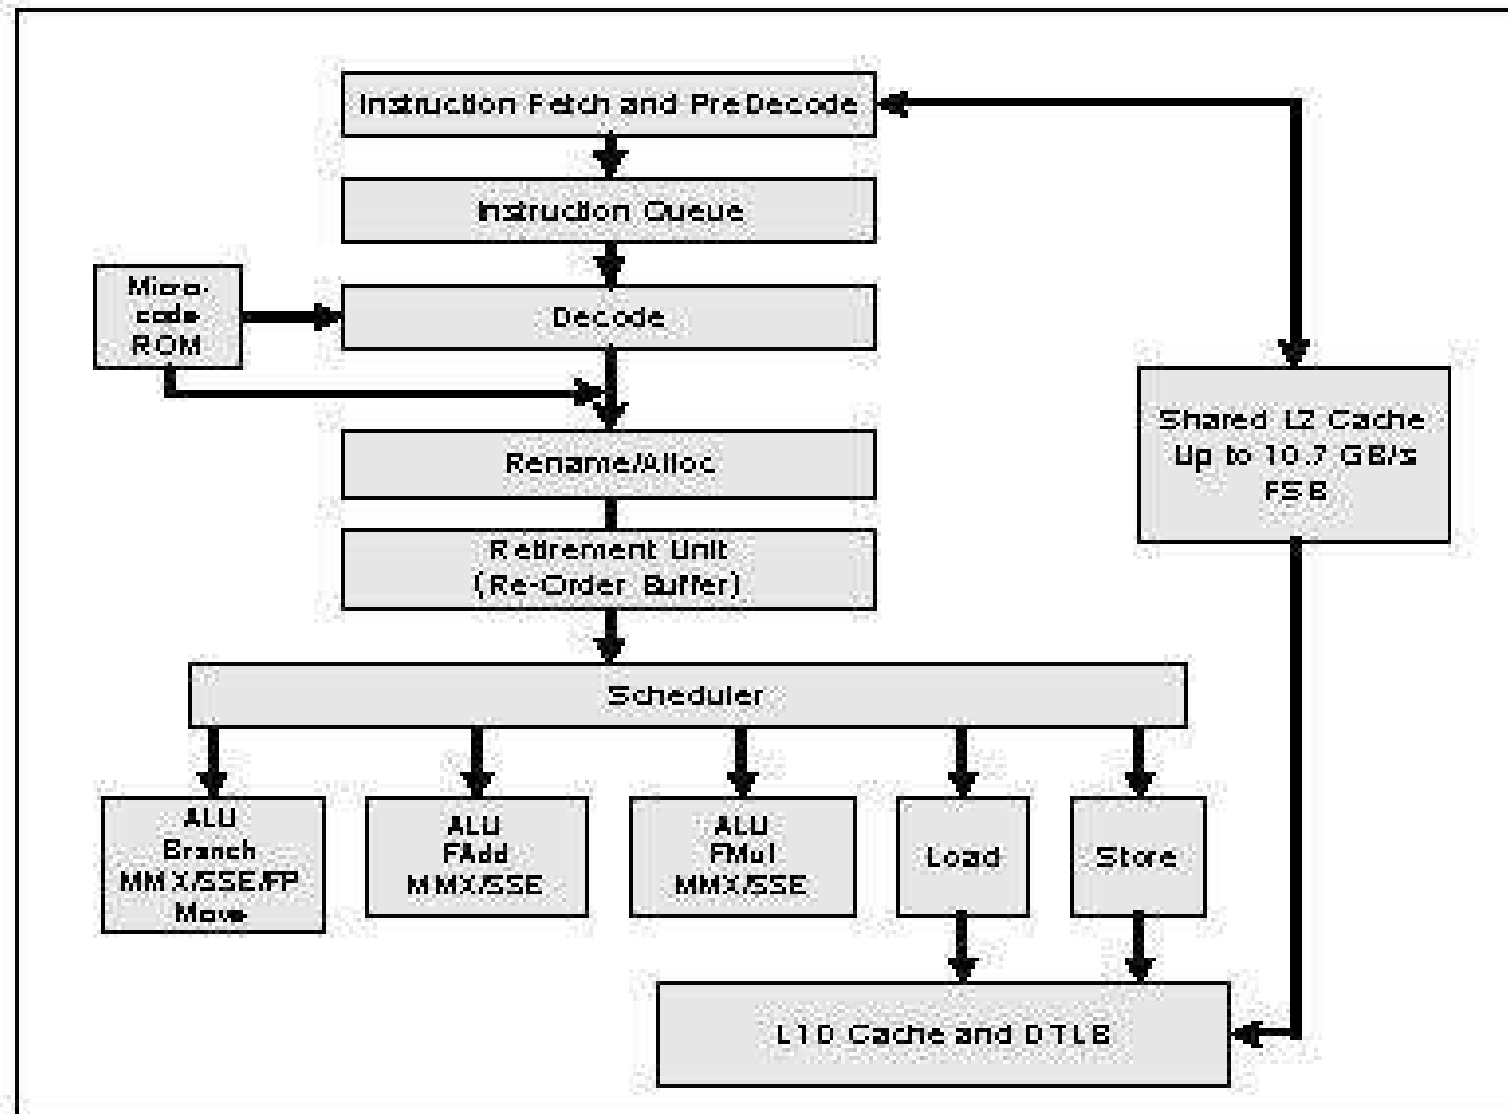 Instruction Fetch and PreDecode
Instruction Queue
Micro-
code
ROM
Decode
Rename/Alloc
Shared L2 Cache
Up to 10.7 GB/s
FSB
Retirement Unit
(Re-Order Buffer)
Scheduler
ALU
Branch
MMX/SSE/FP
Move
ALU
FAdd
MMX/SSE
ALU
FMul
MMX/SSE
Load
Store
L1D Cache and DTLB